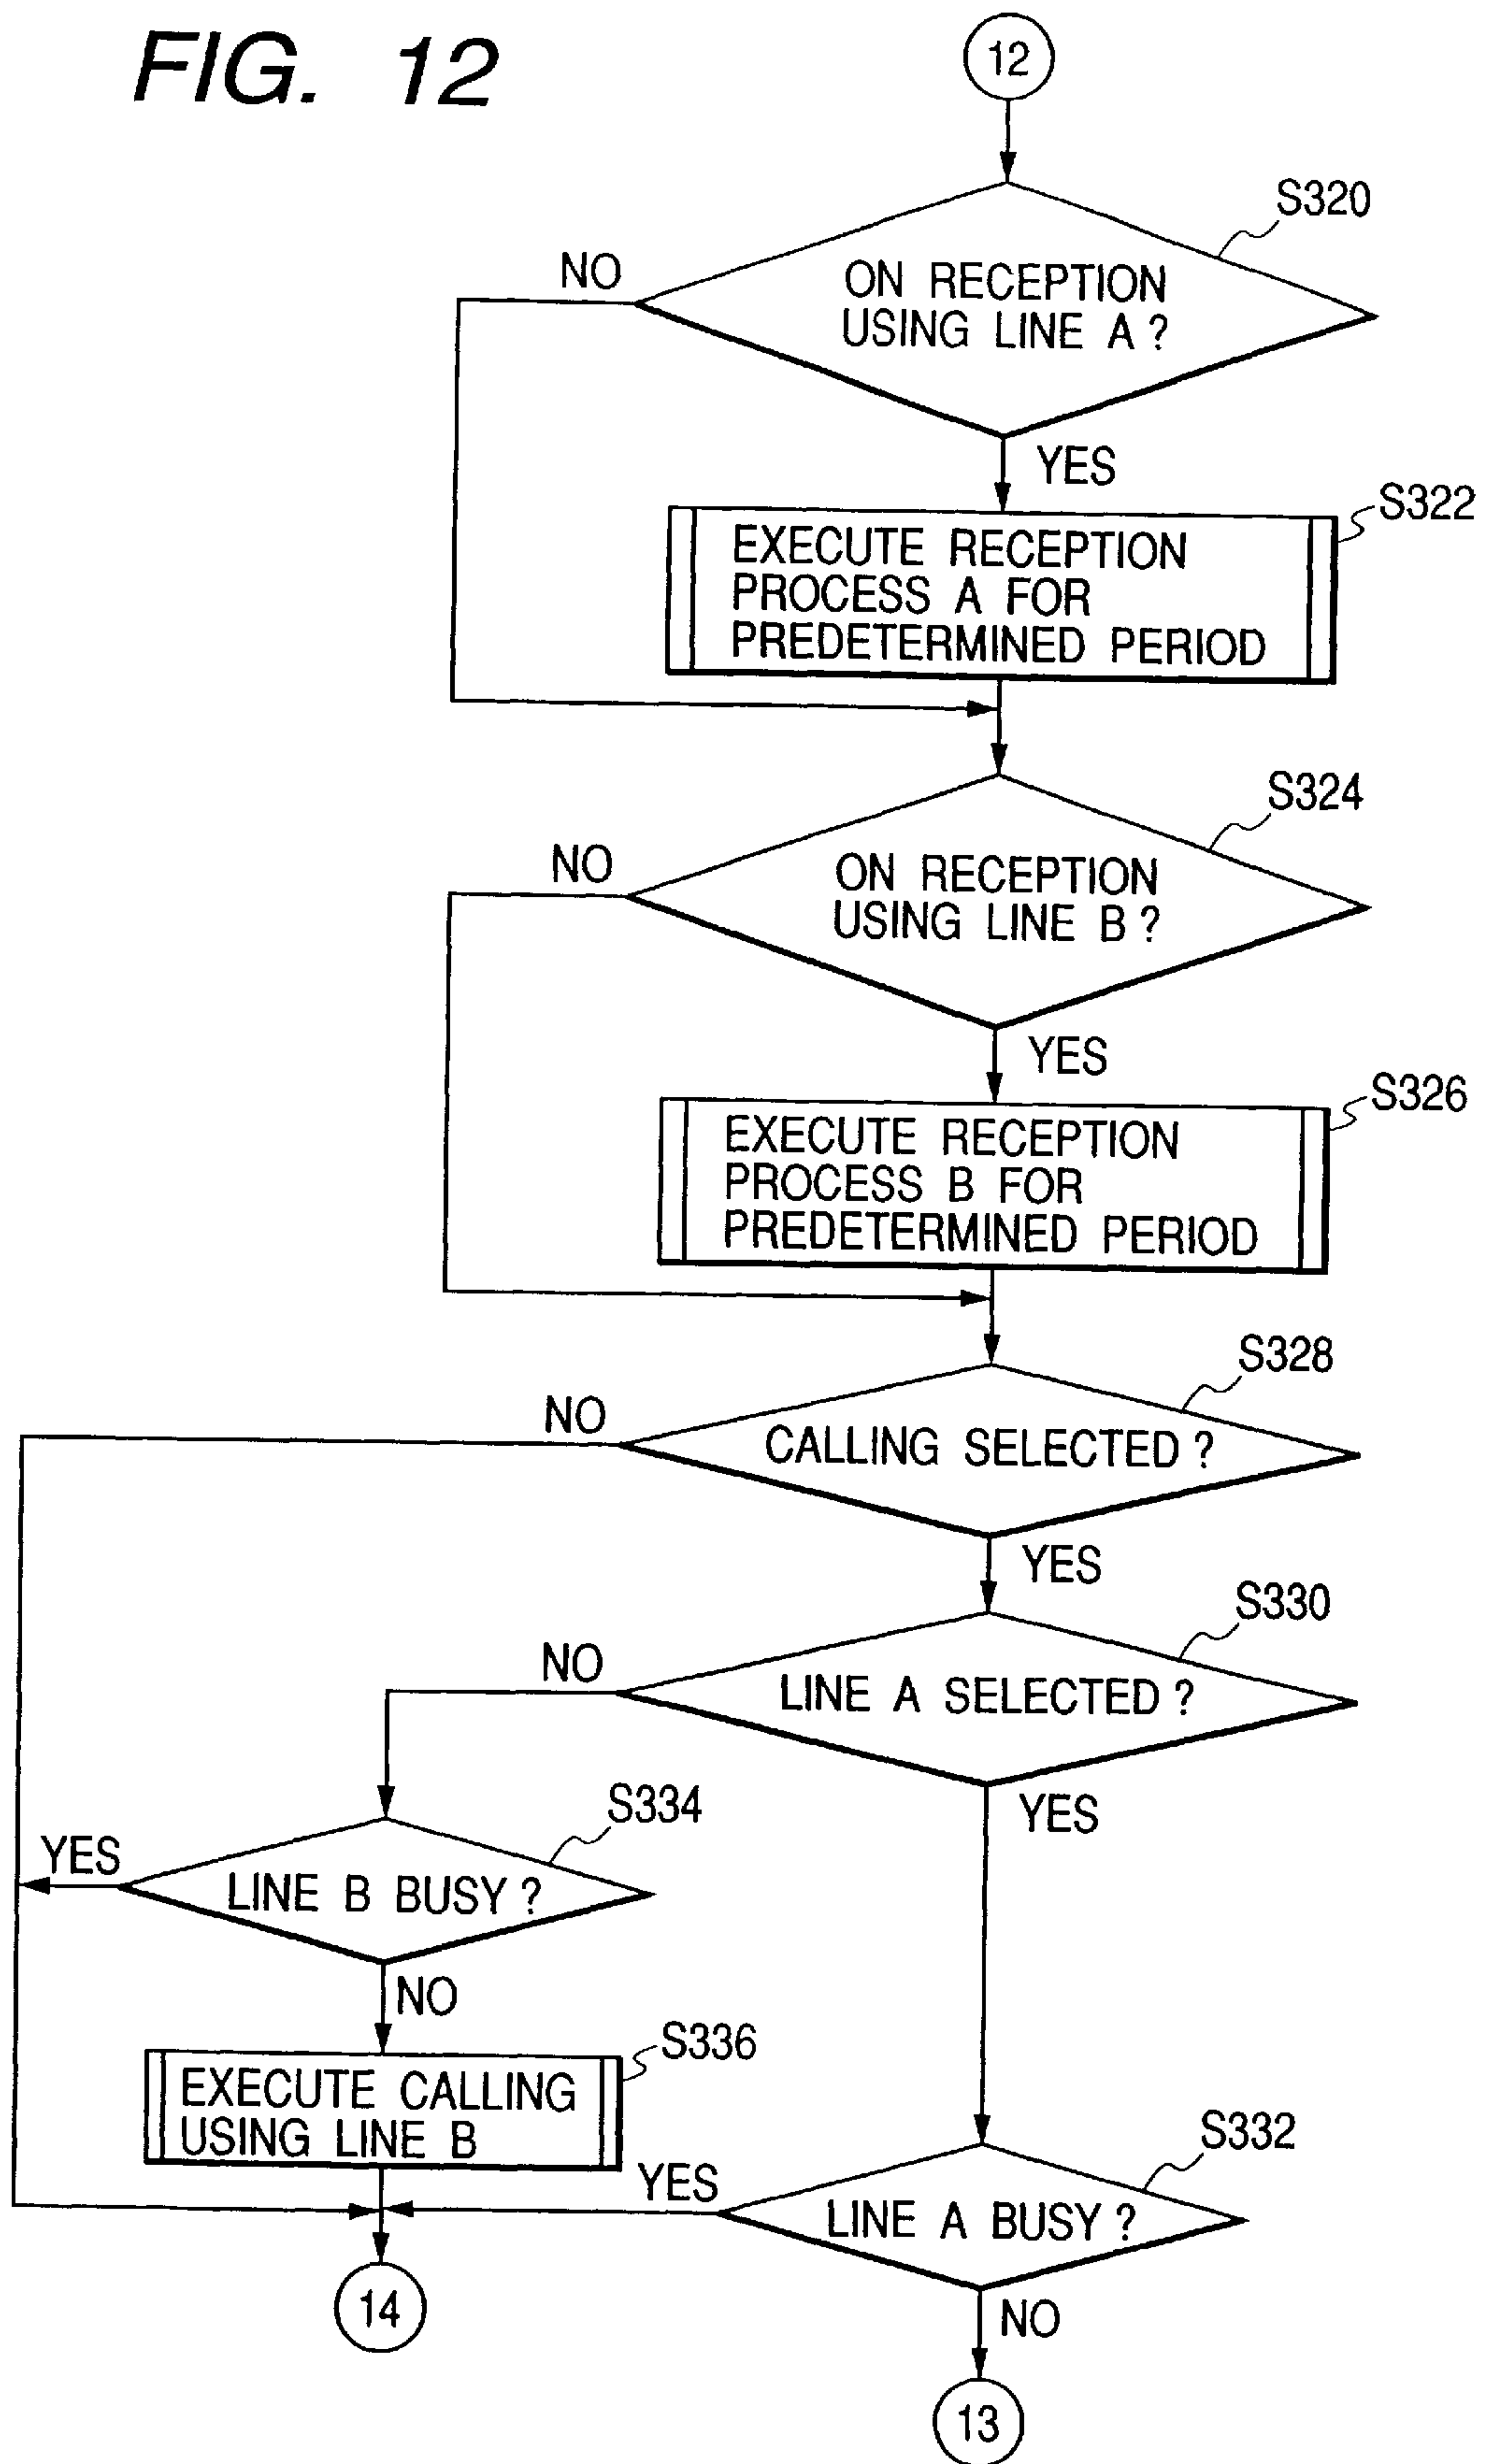 FIG. 12
12
S320
NO
ON RECEPTION
USING LINE A ?
YES
S322
EXECUTE RECEPTION
PROCESS A FOR
PREDETERMINED PERIOD
S324
NO
ON RECEPTION
USING LINE B ?
YES
S326
EXECUTE RECEPTION
PROCESS B FOR
PREDETERMINED PERIOD
S328
NO
CALLING SELECTED ?
YES
S330
NO
LINE A SELECTED ?
YES
S334
YES
LINE B BUSY ?
NO
S336
EXECUTE CALLING
USING LINE B
S332
YES
LINE A BUSY ?
14
NO
13